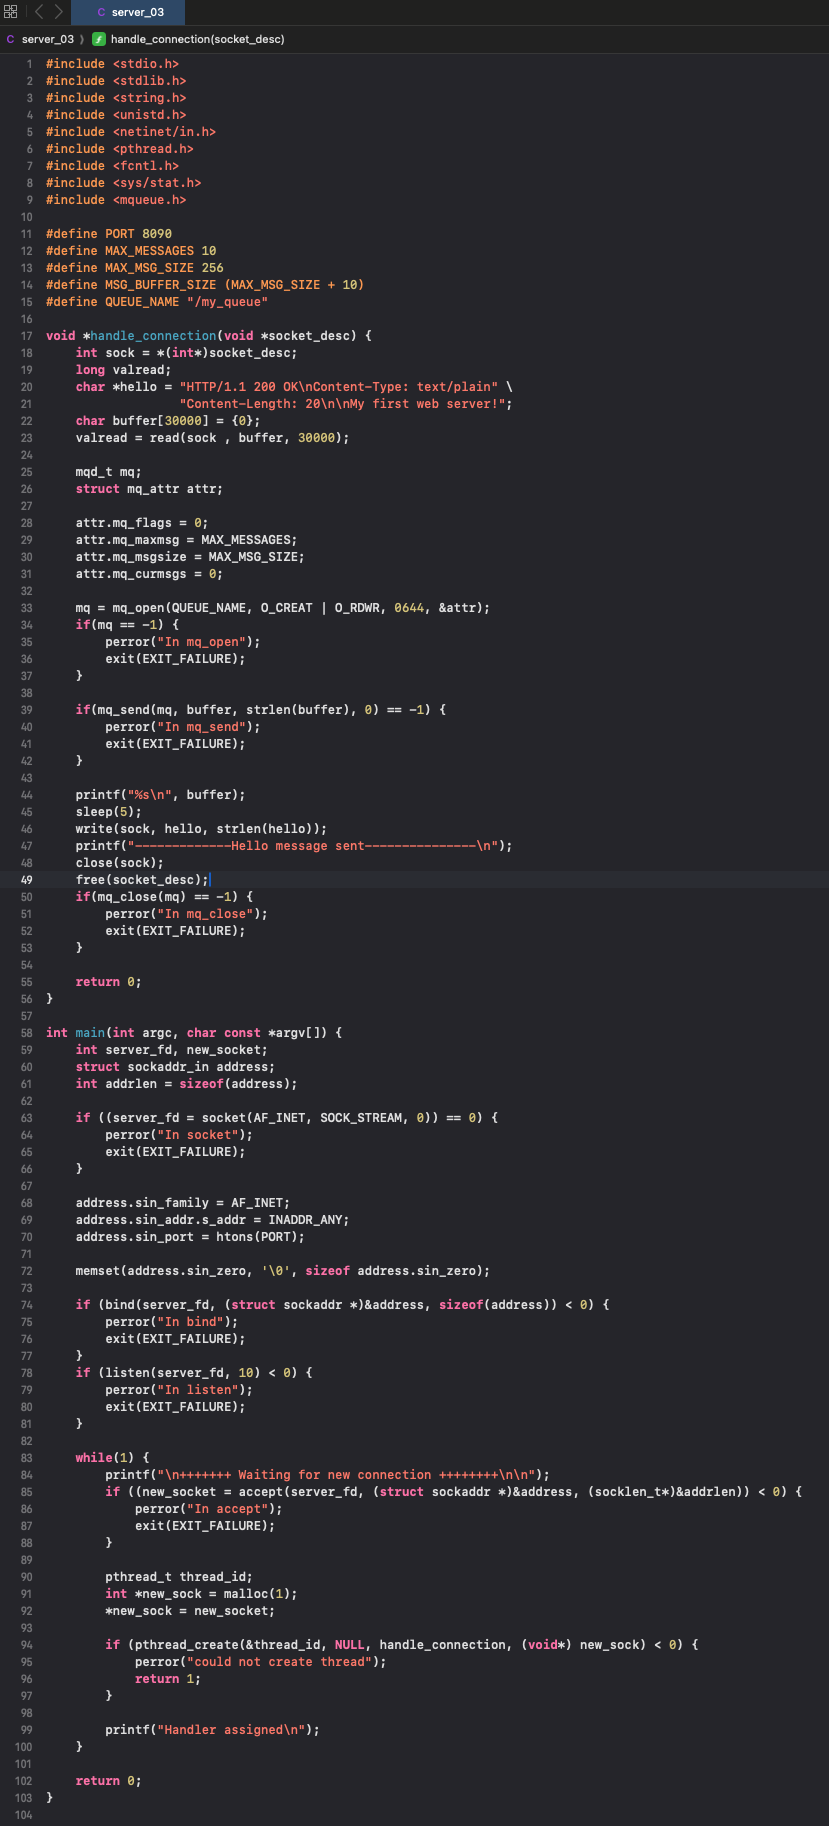 server_03
server_03 ⟩ f handle_connection(socket_desc)
1 #include <stdio.h>
2 #include <stdlib.h>
3 #include <string.h>
4 #include <unistd.h>
5 #include <netinet/in.h>
6 #include <pthread.h>
7 #include <fcntl.h>
8 #include <sys/stat.h>
9 #include <mqueue.h>
10
11 #define PORT 8090
12 #define MAX_MESSAGES 10
13 #define MAX_MSG_SIZE 256
14 #define MSG_BUFFER_SIZE (MAX_MSG_SIZE + 10)
15 #define QUEUE_NAME "/my_queue"
16
17 void *handle_connection(void *socket_desc) {
18     int sock = *(int*)socket_desc;
19     long valread;
20     char *hello = "HTTP/1.1 200 OK\nContent-Type: text/plain" \
21                   "Content-Length: 20\n\nMy first web server!";
22     char buffer[30000] = {0};
23     valread = read(sock , buffer, 30000);
24
25     mqd_t mq;
26     struct mq_attr attr;
27
28     attr.mq_flags = 0;
29     attr.mq_maxmsg = MAX_MESSAGES;
30     attr.mq_msgsize = MAX_MSG_SIZE;
31     attr.mq_curmsgs = 0;
32
33     mq = mq_open(QUEUE_NAME, O_CREAT | O_RDWR, 0644, &attr);
34     if(mq == -1) {
35         perror("In mq_open");
36         exit(EXIT_FAILURE);
37     }
38
39     if(mq_send(mq, buffer, strlen(buffer), 0) == -1) {
40         perror("In mq_send");
41         exit(EXIT_FAILURE);
42     }
43
44     printf("%s\n", buffer);
45     sleep(5);
46     write(sock, hello, strlen(hello));
47     printf("-------------Hello message sent---------------\n");
48     close(sock);
49     free(socket_desc);
50     if(mq_close(mq) == -1) {
51         perror("In mq_close");
52         exit(EXIT_FAILURE);
53     }
54
55     return 0;
56 }
57
58 int main(int argc, char const *argv[]) {
59     int server_fd, new_socket;
60     struct sockaddr_in address;
61     int addrlen = sizeof(address);
62
63     if ((server_fd = socket(AF_INET, SOCK_STREAM, 0)) == 0) {
64         perror("In socket");
65         exit(EXIT_FAILURE);
66     }
67
68     address.sin_family = AF_INET;
69     address.sin_addr.s_addr = INADDR_ANY;
70     address.sin_port = htons(PORT);
71
72     memset(address.sin_zero, '\0', sizeof address.sin_zero);
73
74     if (bind(server_fd, (struct sockaddr *)&address, sizeof(address)) < 0) {
75         perror("In bind");
76         exit(EXIT_FAILURE);
77     }
78     if (listen(server_fd, 10) < 0) {
79         perror("In listen");
80         exit(EXIT_FAILURE);
81     }
82
83     while(1) {
84         printf("\n+++++++ Waiting for new connection ++++++++\n\n");
85         if ((new_socket = accept(server_fd, (struct sockaddr *)&address, (socklen_t*)&addrlen)) < 0) {
86             perror("In accept");
87             exit(EXIT_FAILURE);
88         }
89
90         pthread_t thread_id;
91         int *new_sock = malloc(1);
92         *new_sock = new_socket;
93
94         if (pthread_create(&thread_id, NULL, handle_connection, (void*) new_sock) < 0) {
95             perror("could not create thread");
96             return 1;
97         }
98
99         printf("Handler assigned\n");
100     }
101
102     return 0;
103 }
104